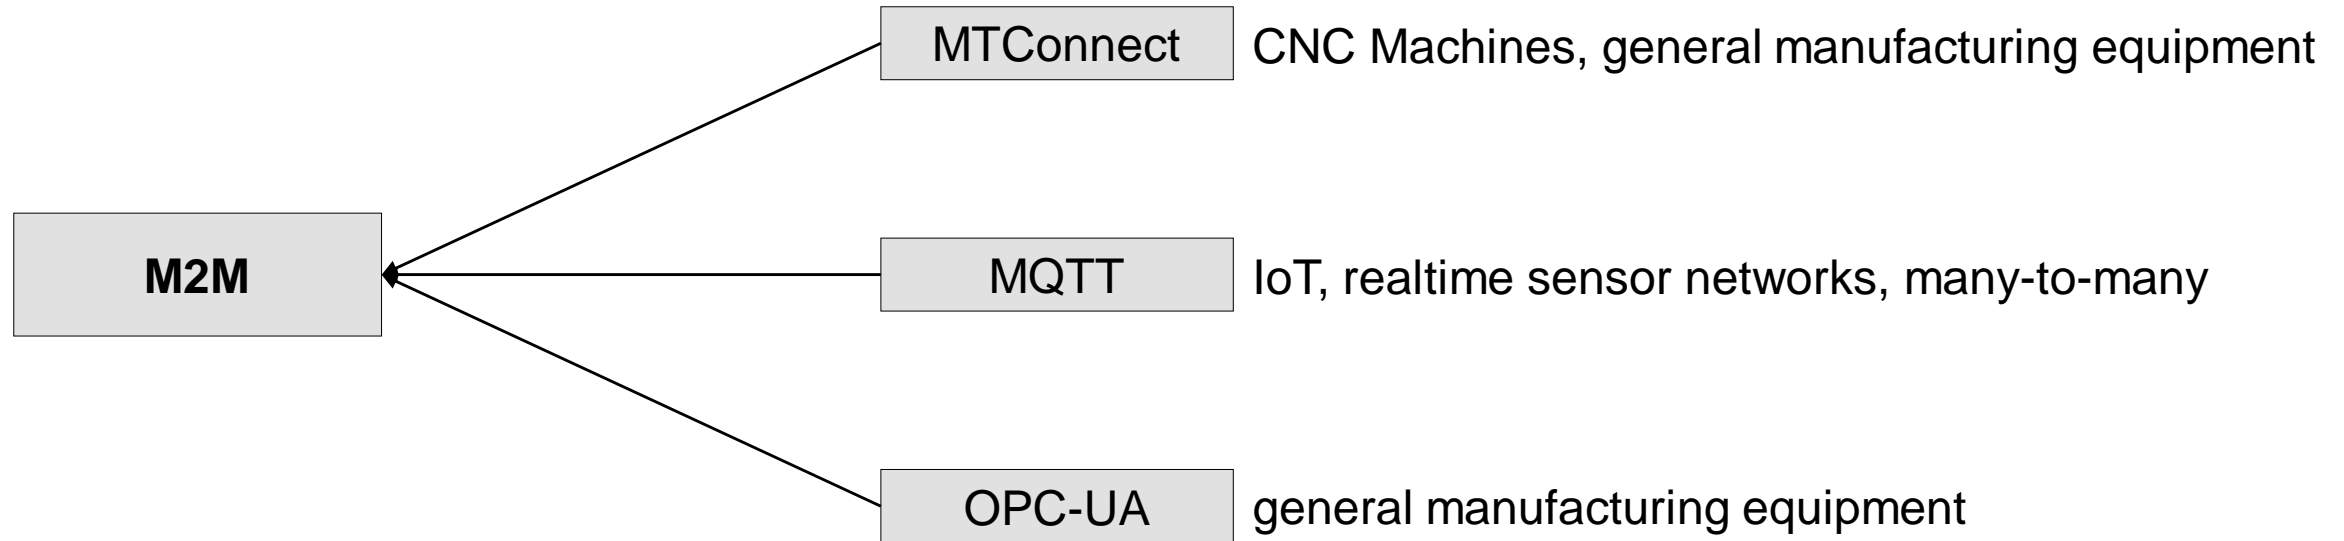 MTConnect CNC Machines, general manufacturing equipment
M2M
MQTT IoT, realtime sensor networks, many-to-many
OPC-UA general manufacturing equipment